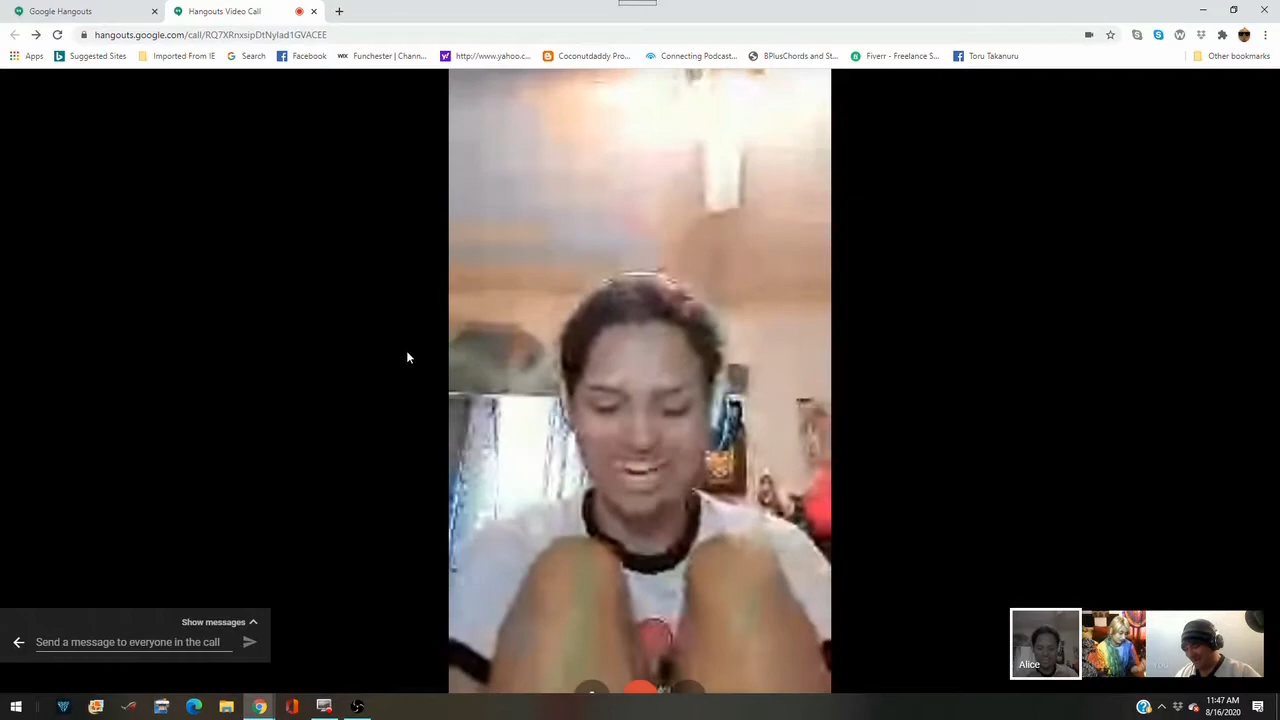 Google Hangouts
Hangouts Video Call
hangouts.google.com/call/RQ7XRnxsipDtNylad1GVACEE
Apps
Suggested Sites
Imported From IE
Search
Facebook
Funchester | Chann...
http://www.yahoo.c...
Coconutdaddy Pro...
Connecting Podcast...
BPlusChords and St...
Fiverr - Freelance S...
Toru Takanuru
Other bookmarks
Show messages
Send a message to everyone in the call
Alice
You
11:47 AM
8/16/2020